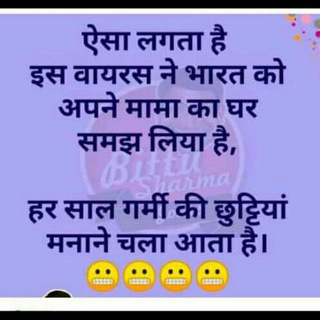 ऐसा लगता है
इस वायरस ने भारत को
अपने मामा का घर
समझ लिया है,
Bittu
Sharma
हर साल गर्मी की छुट्टियां
मनाने चला आता है।
😬😬😬😬